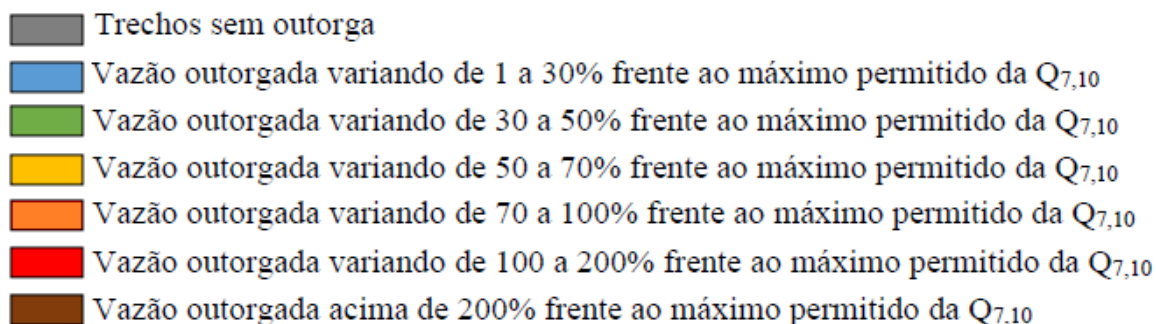 Trechos sem outorga
Vazão outorgada variando de 1 a 30% frente ao máximo permitido da Q7,10
Vazão outorgada variando de 30 a 50% frente ao máximo permitido da Q7,10
Vazão outorgada variando de 50 a 70% frente ao máximo permitido da Q7,10
Vazão outorgada variando de 70 a 100% frente ao máximo permitido da Q7,10
Vazão outorgada variando de 100 a 200% frente ao máximo permitido da Q7,10
Vazão outorgada acima de 200% frente ao máximo permitido da Q7,10